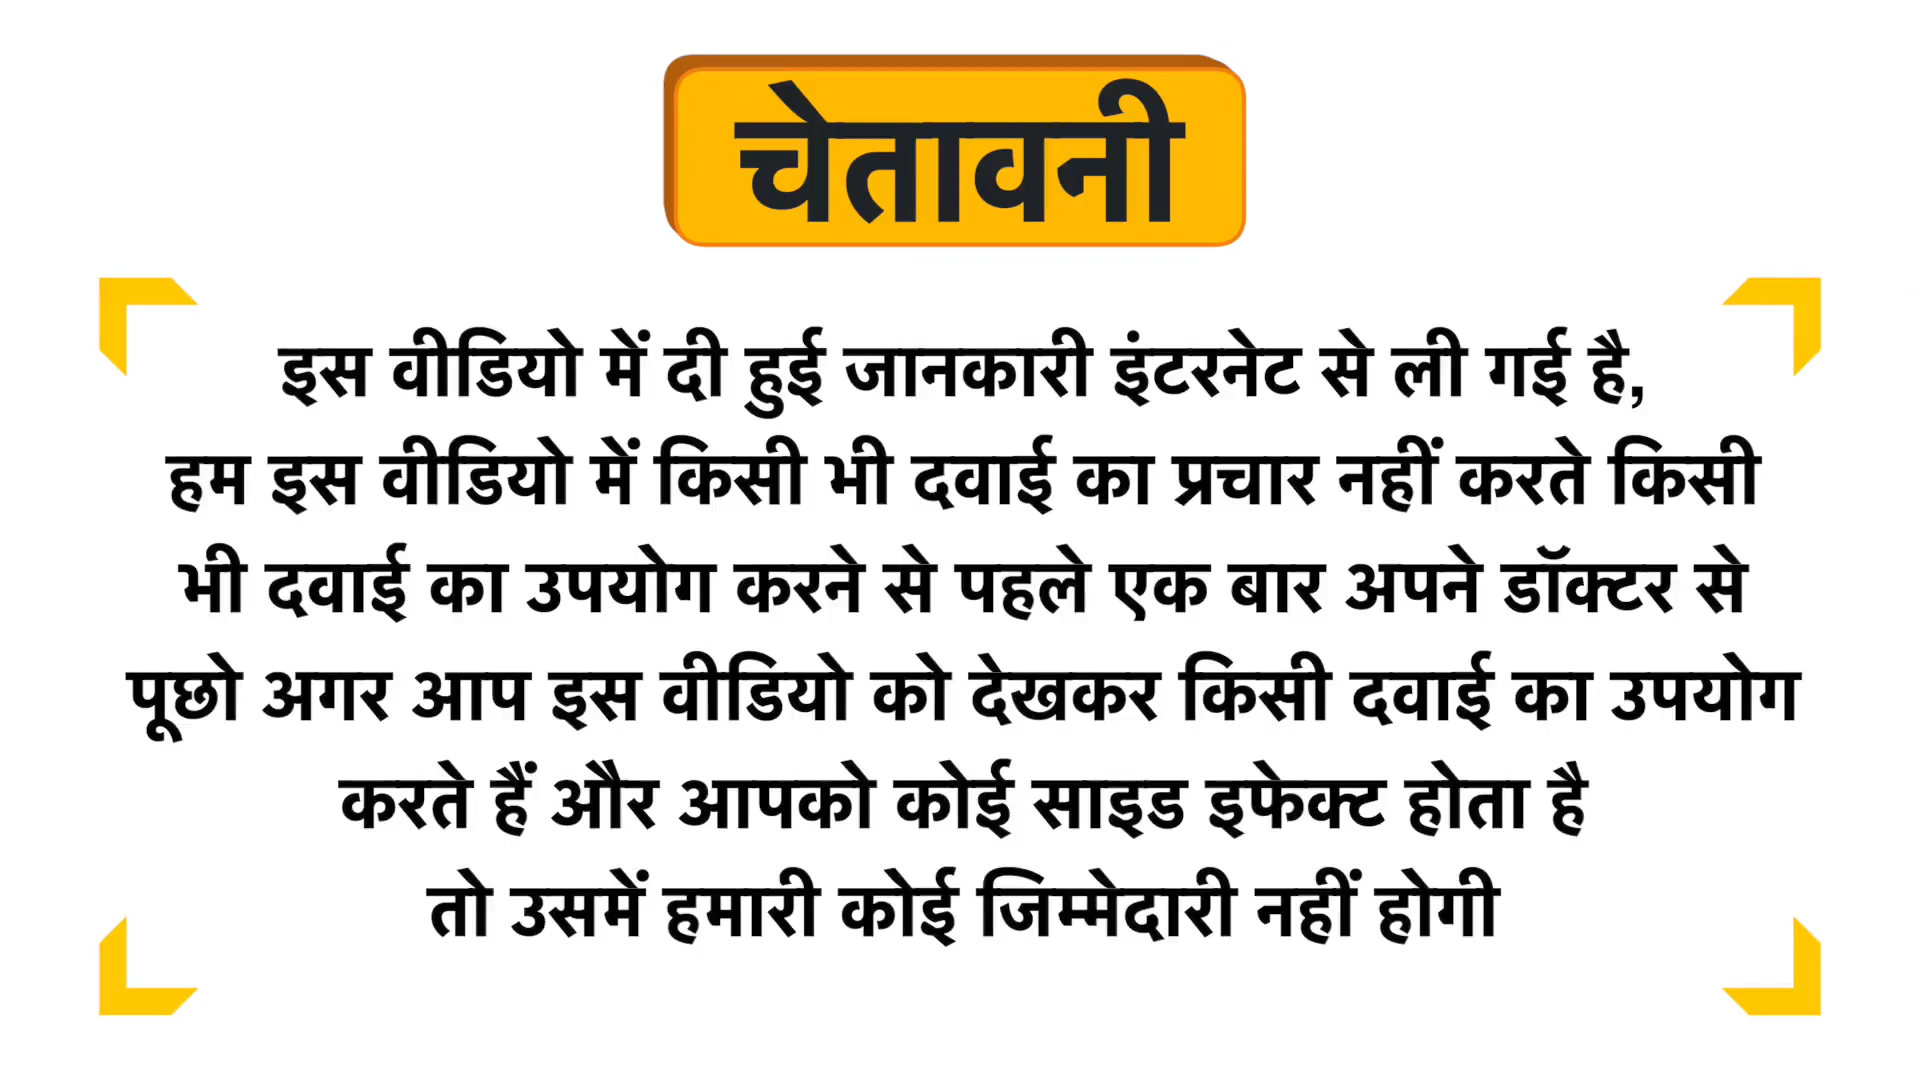 चेतावनी
इस वीडियो में दी हुई जानकारी इंटरनेट से ली गई है,
हम इस वीडियो में किसी भी दवाई का प्रचार नहीं करते किसी
भी दवाई का उपयोग करने से पहले एक बार अपने डॉक्टर से
पूछो अगर आप इस वीडियो को देखकर किसी दवाई का उपयोग
करते हैं और आपको कोई साइड इफेक्ट होता है
तो उसमें हमारी कोई जिम्मेदारी नहीं होगी